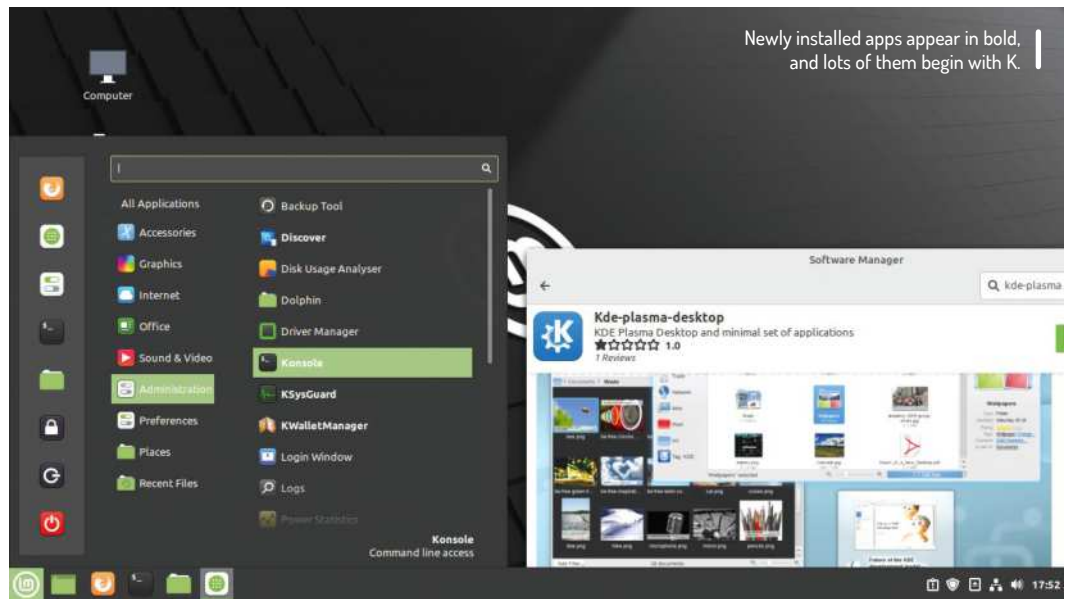 Newly installed apps appear in bold,
and lots of them begin with K.
Computer
All Applications
Accessories
Graphics
Internet
Office
Sound & Video
Administration
Preferences
Places
Recent Files
Backup Tool
Discover
Disk Usage Analyser
Dolphin
Driver Manager
Konsole
KSysGuard
KWalletManager
Login Window
Logs
Power Statistics
Konsole
Command line access
Software Manager
kde-plasma
Kde-plasma-desktop
KDE Plasma Desktop and minimal set of applications
1.0
1 Reviews
17:52